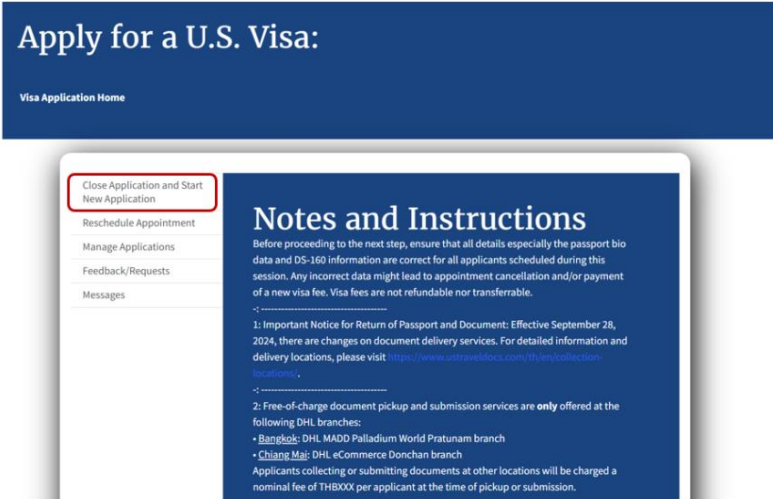 Apply for a U.S. Visa:
Visa Application Home
Close Application and Start
New Application
Reschedule Appointment
Manage Applications
Feedback/Requests
Messages
Notes and Instructions
Before proceeding to the next step, ensure that all details especially the passport bio
data and DS-160 information are correct for all applicants scheduled during this
session. Any incorrect data might lead to appointment cancellation and/or payment
of a new visa fee. Visa fees are not refundable nor transferrable.
-: --------------------------------------
1: Important Notice for Return of Passport and Document: Effective September 28,
2024, there are changes on document delivery services. For detailed information and
delivery locations, please visit https://www.ustraveldocs.com/th/en/collection-
locations/.
-: --------------------------------------
2: Free-of-charge document pickup and submission services are only offered at the
following DHL branches:
• Bangkok: DHL MADD Palladium World Pratunam branch
• Chiang Mai: DHL eCommerce Donchan branch
Applicants collecting or submitting documents at other locations will be charged a
nominal fee of THBXXX per applicant at the time of pickup or submission.